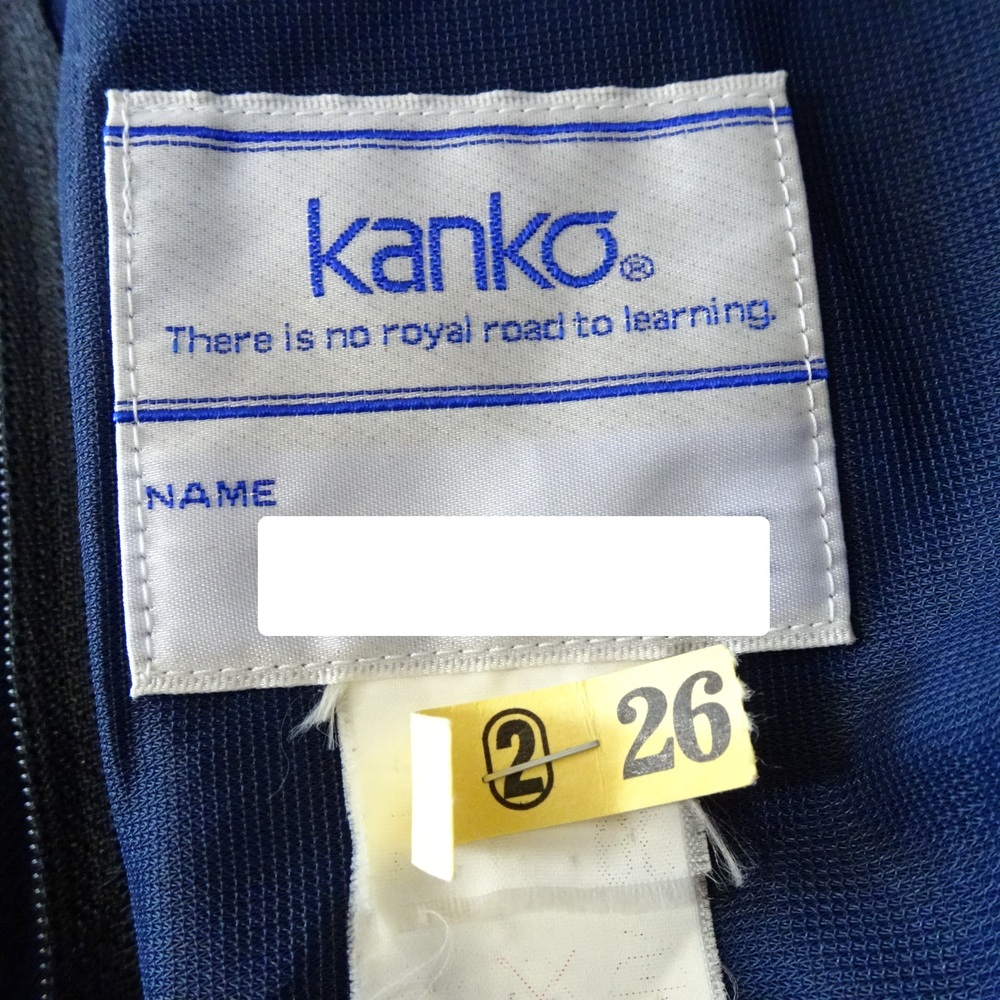 kanko®
There is no royal road to learning.
NAME
2 26